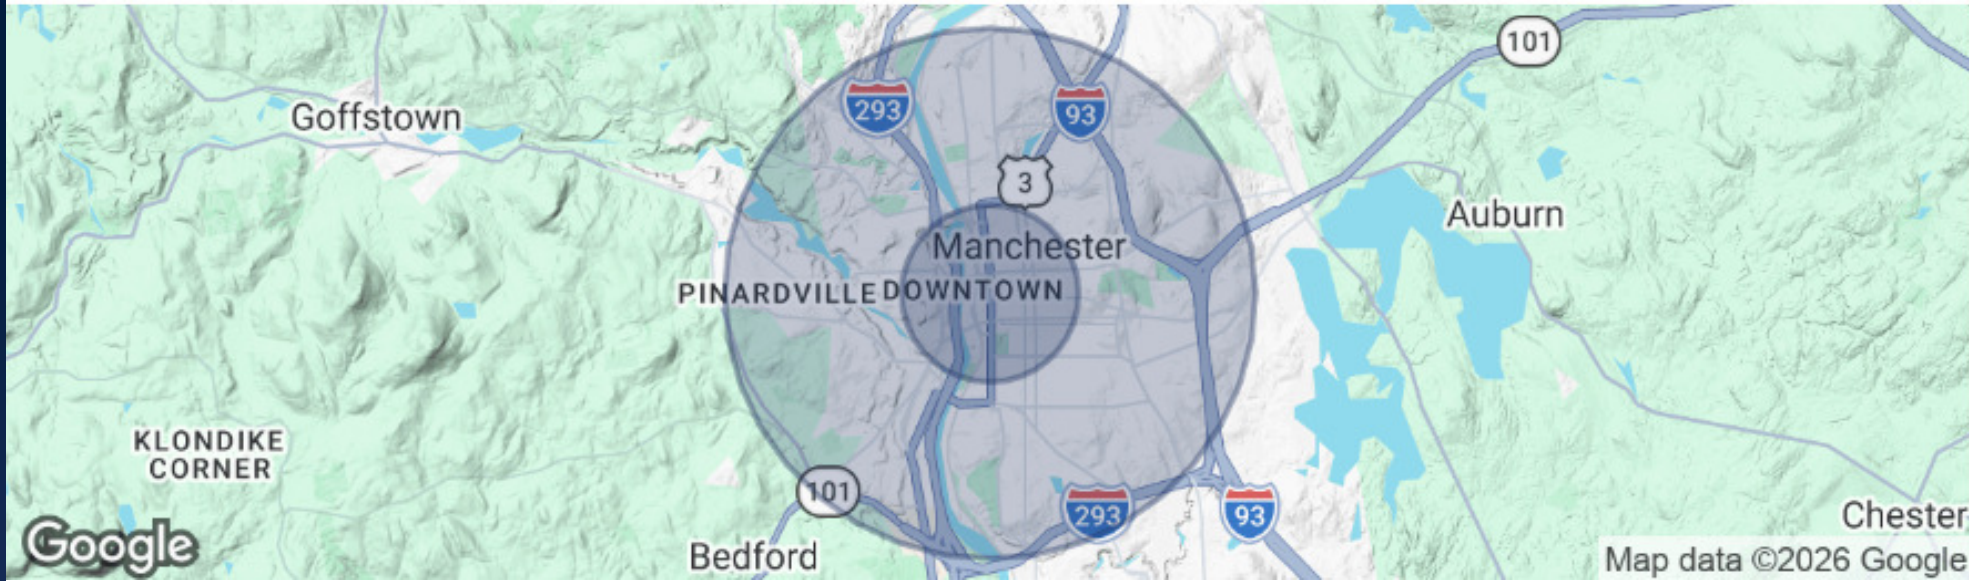 101
293
93
Goffstown
3
Auburn
Manchester
PINARDVILLE
DOWNTOWN
KLONDIKE
CORNER
101
293
93
Chester
Google
Bedford
Map data ©2026 Google